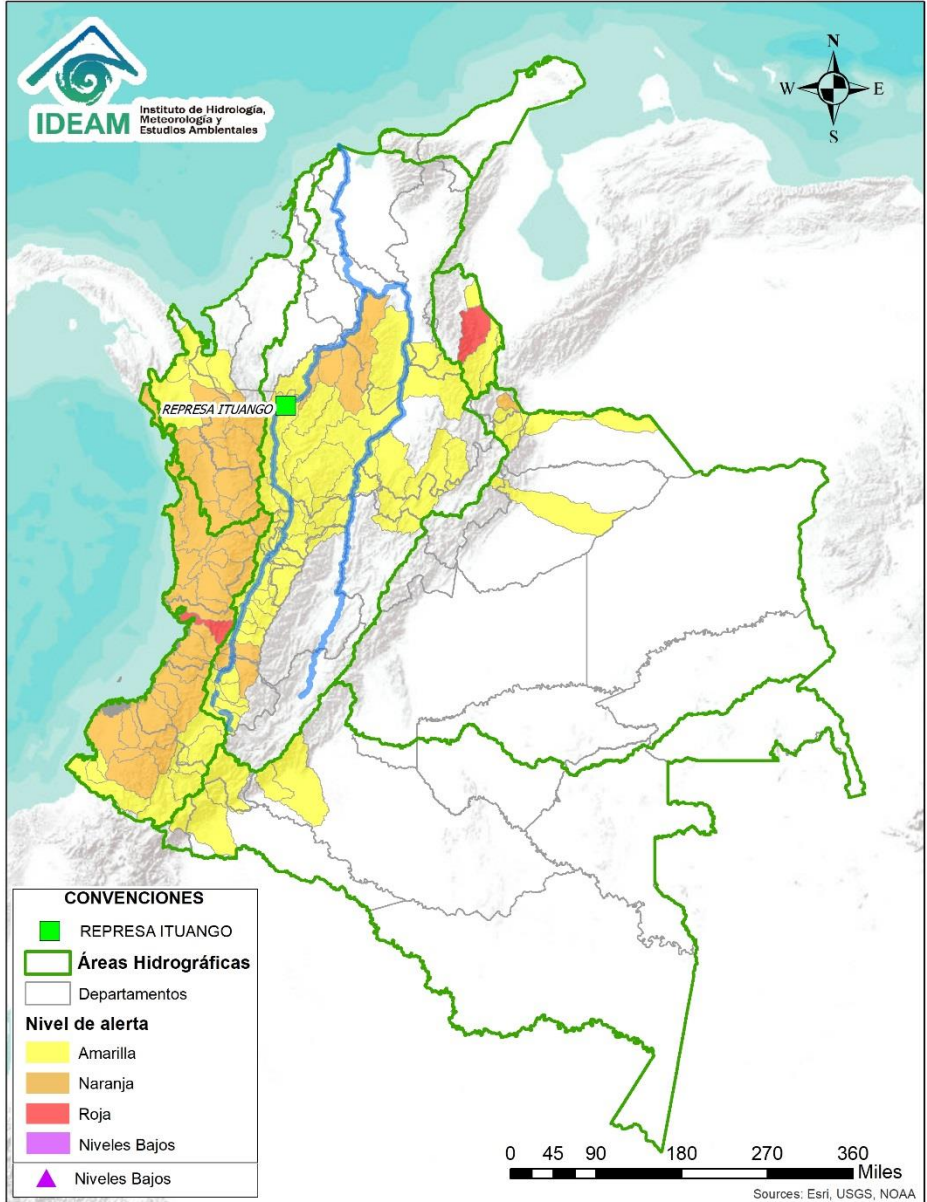 IDEAM
Instituto de Hidrología,
Meteorología y
Estudios Ambientales
N
W
E
S
REPRESA ITUANGO
CONVENCIONES
REPRESA ITUANGO
Áreas Hidrográficas
Departamentos
Nivel de alerta
Amarilla
Naranja
Roja
Niveles Bajos
Niveles Bajos
0 45 90 180 270 360
Miles
Sources: Esri, USGS, NOAA